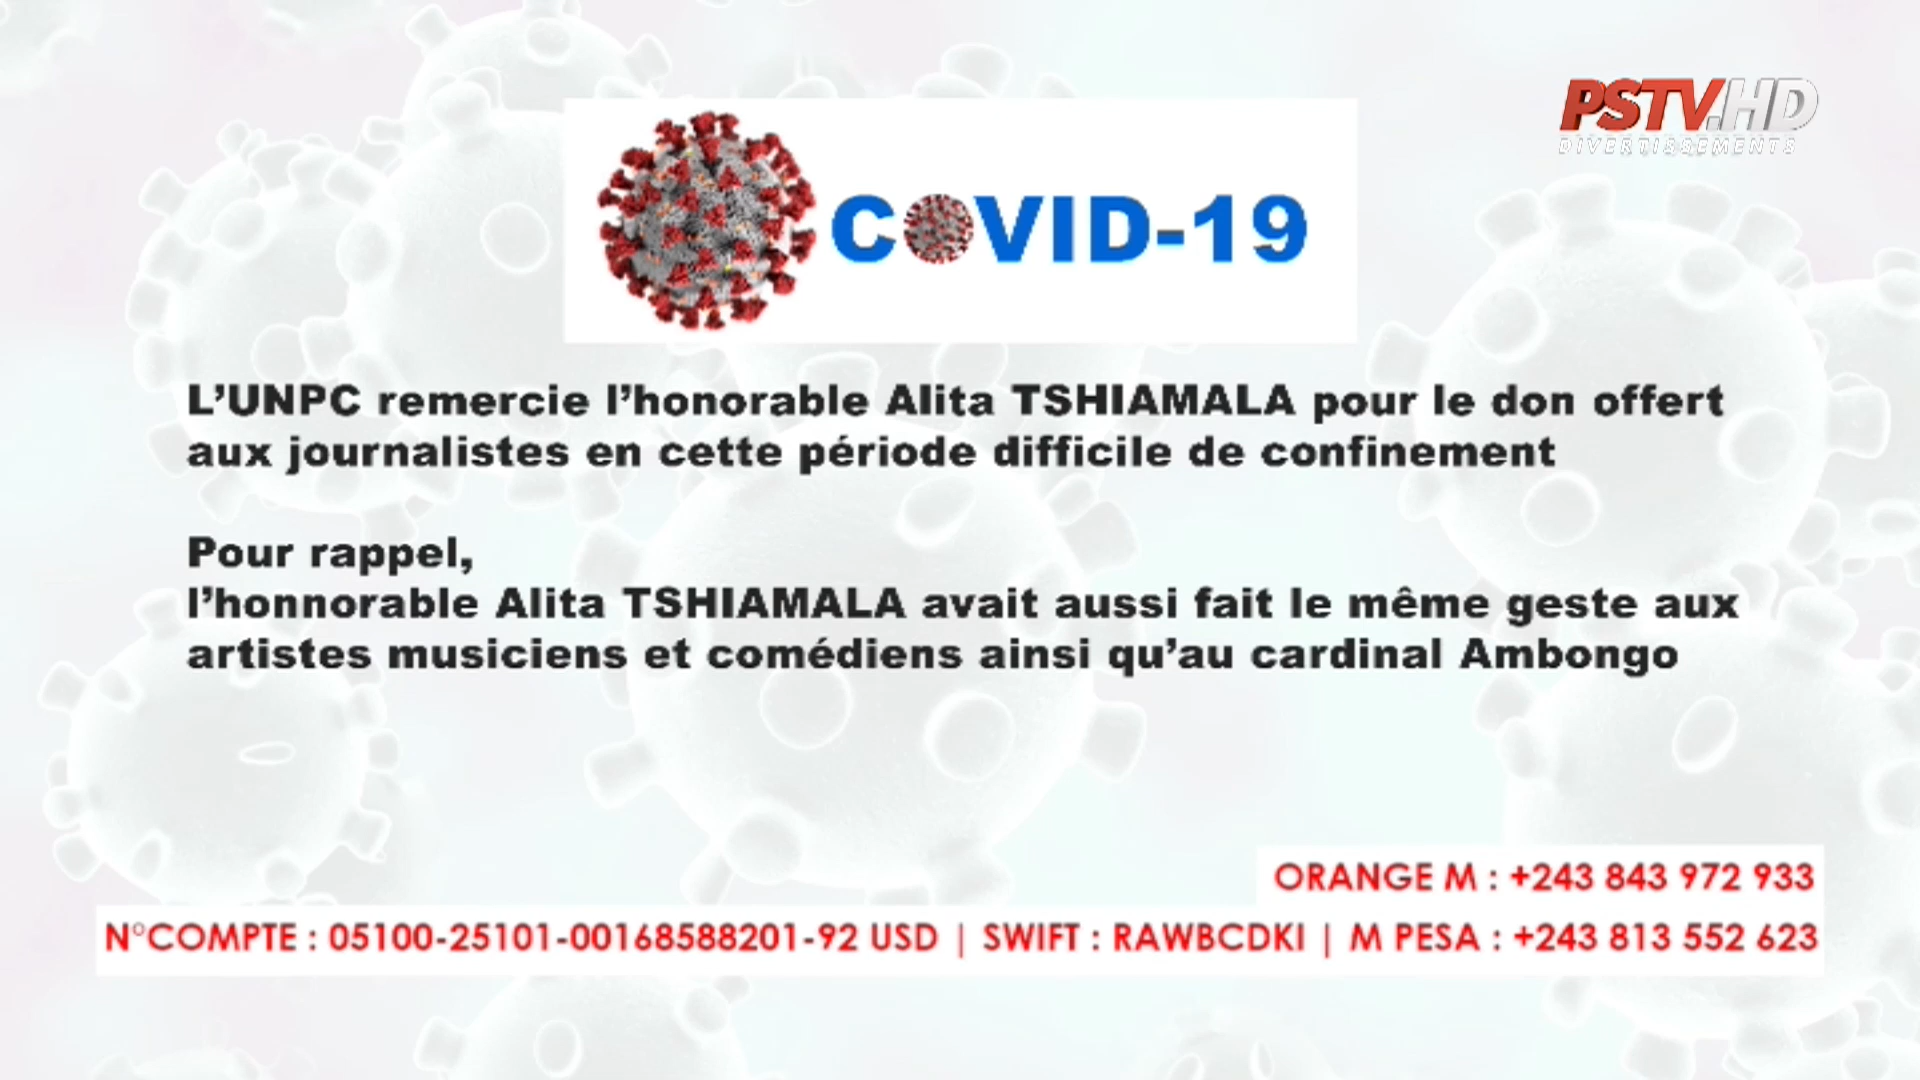 PSTV.HD
DIVERTISSEMENTS
COVID-19
L'UNPC remercie l'honorable Alita TSHIAMALA pour le don offert
aux journalistes en cette période difficile de confinement
Pour rappel,
l'honnorable Alita TSHIAMALA avait aussi fait le même geste aux
artistes musiciens et comédiens ainsi qu'au cardinal Ambongo
ORANGE M : +243 843 972 933
N°COMPTE : 05100-25101-00168588201-92 USD | SWIFT : RAWBCDKI | M PESA : +243 813 552 623